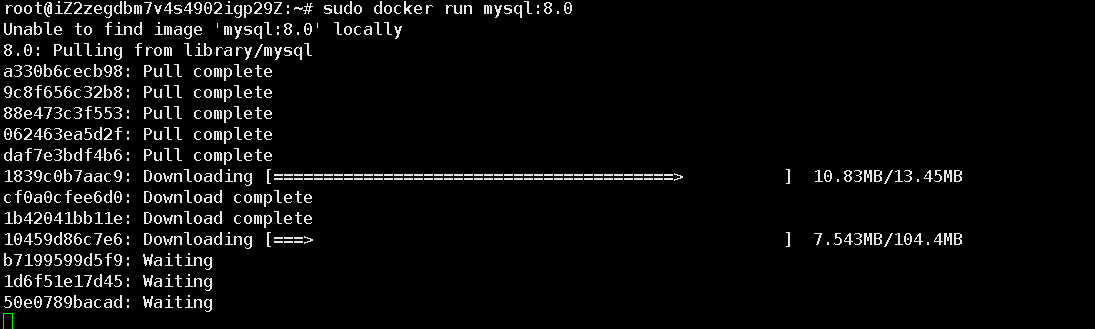 root@iZ2zegdbm7v4s4902igp29Z:~# sudo docker run mysql:8.0
Unable to find image 'mysql:8.0' locally
8.0: Pulling from library/mysql
a330b6cecb98: Pull complete
9c8f656c32b8: Pull complete
88e473c3f553: Pull complete
062463ea5d2f: Pull complete
daf7e3bdf4b6: Pull complete
1839c0b7aac9: Downloading [========================================>          ]  10.83MB/13.45MB
cf0a0cfee6d0: Download complete
1b42041bb11e: Download complete
10459d86c7e6: Downloading [===>                                               ]  7.543MB/104.4MB
b7199599d5f9: Waiting
1d6f51e17d45: Waiting
50e0789bacad: Waiting